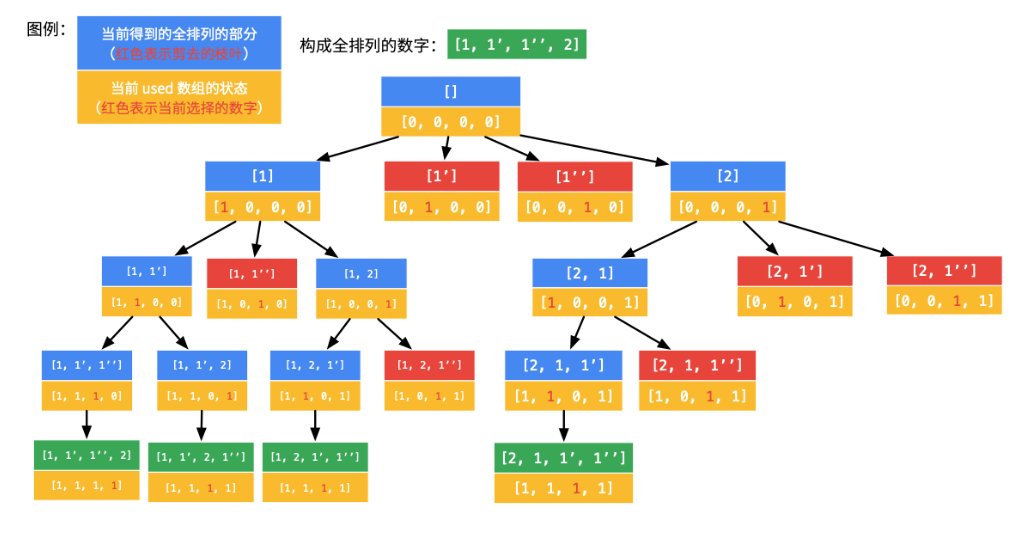 图例：
当前得到的全排列的部分
（红色表示剪去的枝叶）
当前 used 数组的状态
（红色表示当前选择的数字）
构成全排列的数字：
[1, 1’, 1’’, 2]
[]
[0, 0, 0, 0]
[1]
[1, 0, 0, 0]
[1’]
[0, 1, 0, 0]
[1’’]
[0, 0, 1, 0]
[2]
[0, 0, 0, 1]
[1, 1’]
[1, 1, 0, 0]
[1, 1’’]
[1, 0, 1, 0]
[1, 2]
[1, 0, 0, 1]
[2, 1]
[1, 0, 0, 1]
[2, 1’]
[0, 1, 0, 1]
[2, 1’’]
[0, 0, 1, 1]
[1, 1’, 1’’]
[1, 1, 1, 0]
[1, 1’, 2]
[1, 1, 0, 1]
[1, 2, 1’]
[1, 1, 0, 1]
[1, 2, 1’’]
[1, 0, 1, 1]
[2, 1, 1’]
[1, 1, 0, 1]
[2, 1, 1’’]
[1, 0, 1, 1]
[1, 1’, 1’’, 2]
[1, 1, 1, 1]
[1, 1’, 2, 1’’]
[1, 1, 1, 1]
[1, 2, 1’, 1’’]
[1, 1, 1, 1]
[2, 1, 1’, 1’’]
[1, 1, 1, 1]